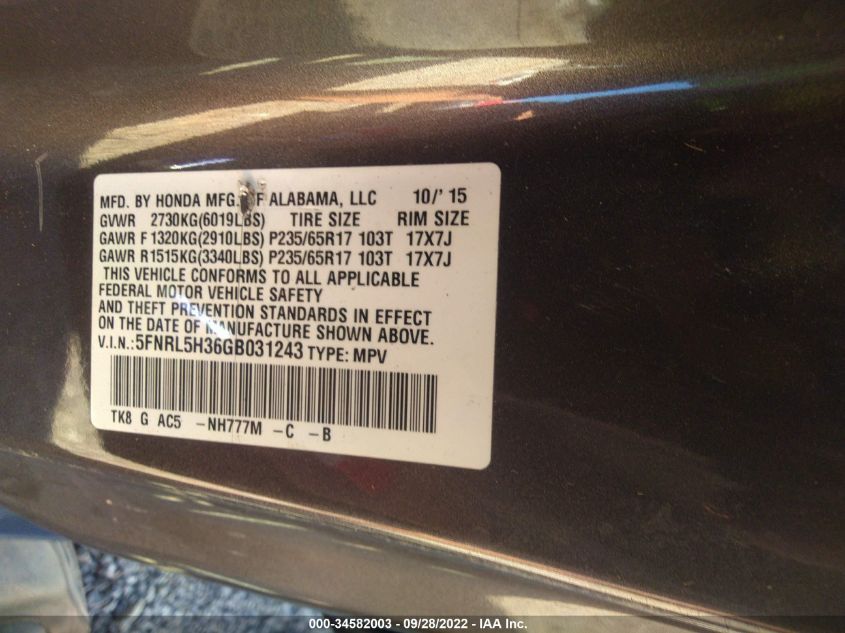 MFD. BY HONDA MFG. F ALABAMA, LLC 10/'15
GVWR 2730KG(6019LBS) TIRE SIZE RIM SIZE
GAWR F 1320KG(2910LBS) P235/65R17 103T 17X7J
GAWR R1515KG(3340LBS) P235/65R17 103T 17X7J
THIS VEHICLE CONFORMS TO ALL APPLICABLE
FEDERAL MOTOR VEHICLE SAFETY
AND THEFT PREVENTION STANDARDS IN EFFECT
ON THE DATE OF MANUFACTURE SHOWN ABOVE.
V.I.N.:5FNRL5H36GB031243 TYPE: MPV
TK8 G AC5 -NH777M -C -B
000-34582003 - 09/28/2022 - IAA Inc.